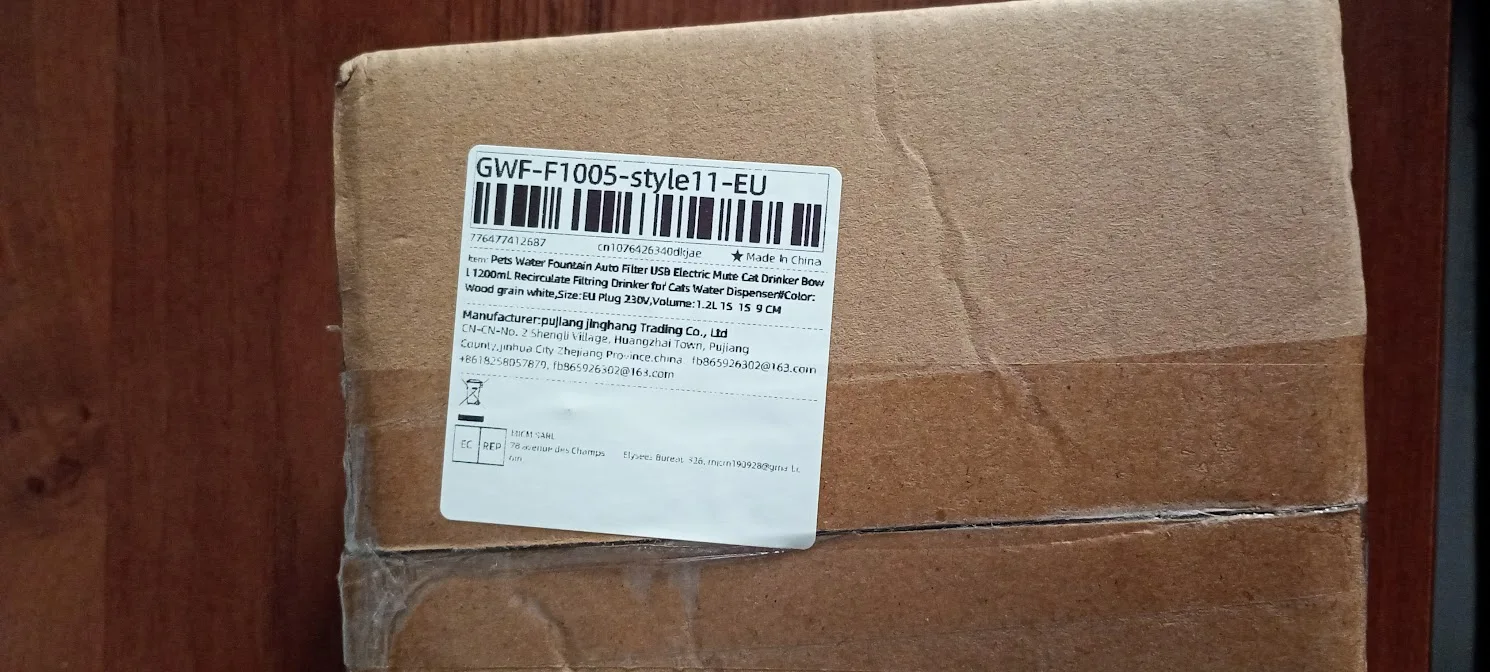 GWF-F1005-style11-EU
776477412687 cn1076426340dkjae ★ Made In China
Item: Pets Water Fountain Auto Filter USB Electric Mute Cat Drinker Bow
l 1200mL Recirculate Filtring Drinker for Cats Water Dispenser#Color:
Wood grain white,Size:EU Plug 230V,Volume:1.2L 15 15 9 CM
Manufacturer:pujiang jinghang Trading Co., Ltd
CN-CN-No. 2 Shengli Village, Huangzhai Town, Pujiang
County,Jinhua City Zhejiang Province.china fb865926302@163.com
+8618258057879, fb865926302@163.com
EC REP
MICM SARL
78 avenue des Champs Elysees Bureau 326,